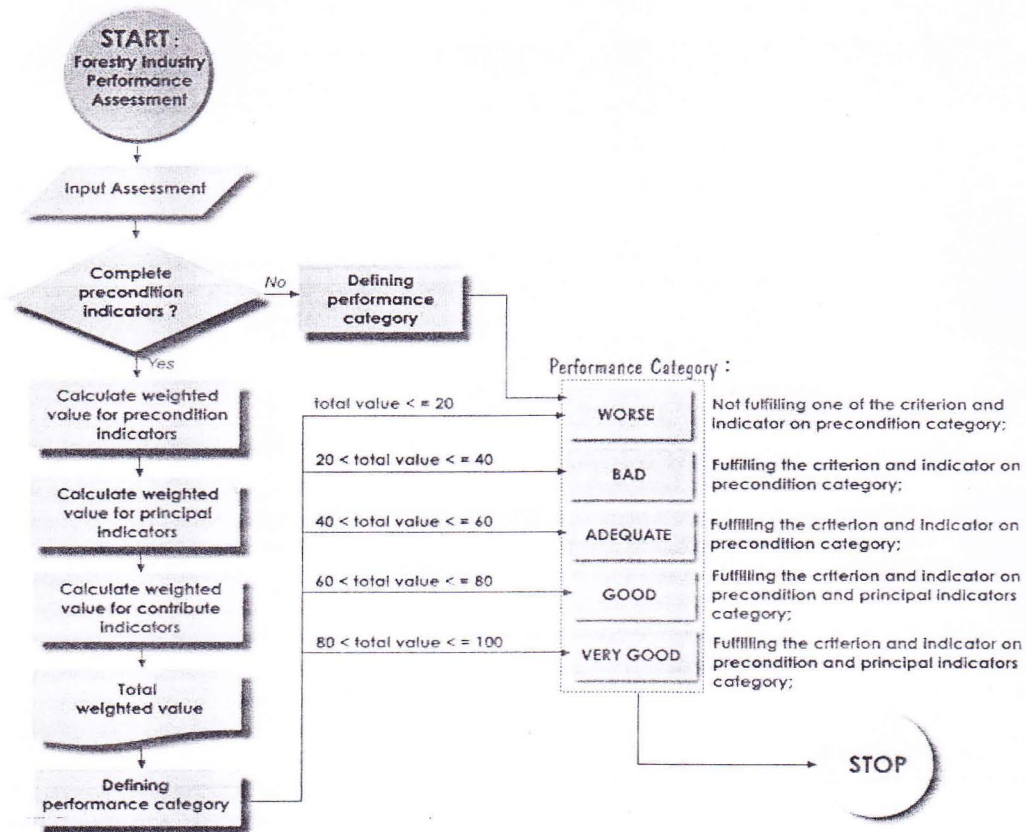 START:
Forestry Industry
Performance
Assessment
Input Assessment
Complete
precondition
indicators ?
No
Defining
performance
category
Yes
Calculate weighted
value for precondition
indicators
Calculate weighted
value for principal
indicators
Calculate weighted
value for contribute
indicators
Total
weighted value
Defining
performance category
Performance Category :
total value < = 20
WORSE
Not fulfilling one of the criterion and
indicator on precondition category;
20 < total value < = 40
BAD
Fulfilling the criterion and indicator on
precondition category;
40 < total value < = 60
ADEQUATE
Fulfilling the criterion and indicator on
precondition category;
60 < total value < = 80
GOOD
Fulfilling the criterion and indicator on
precondition and principal indicators
category;
80 < total value < = 100
VERY GOOD
Fulfilling the criterion and indicator on
precondition and principal indicators
category;
STOP